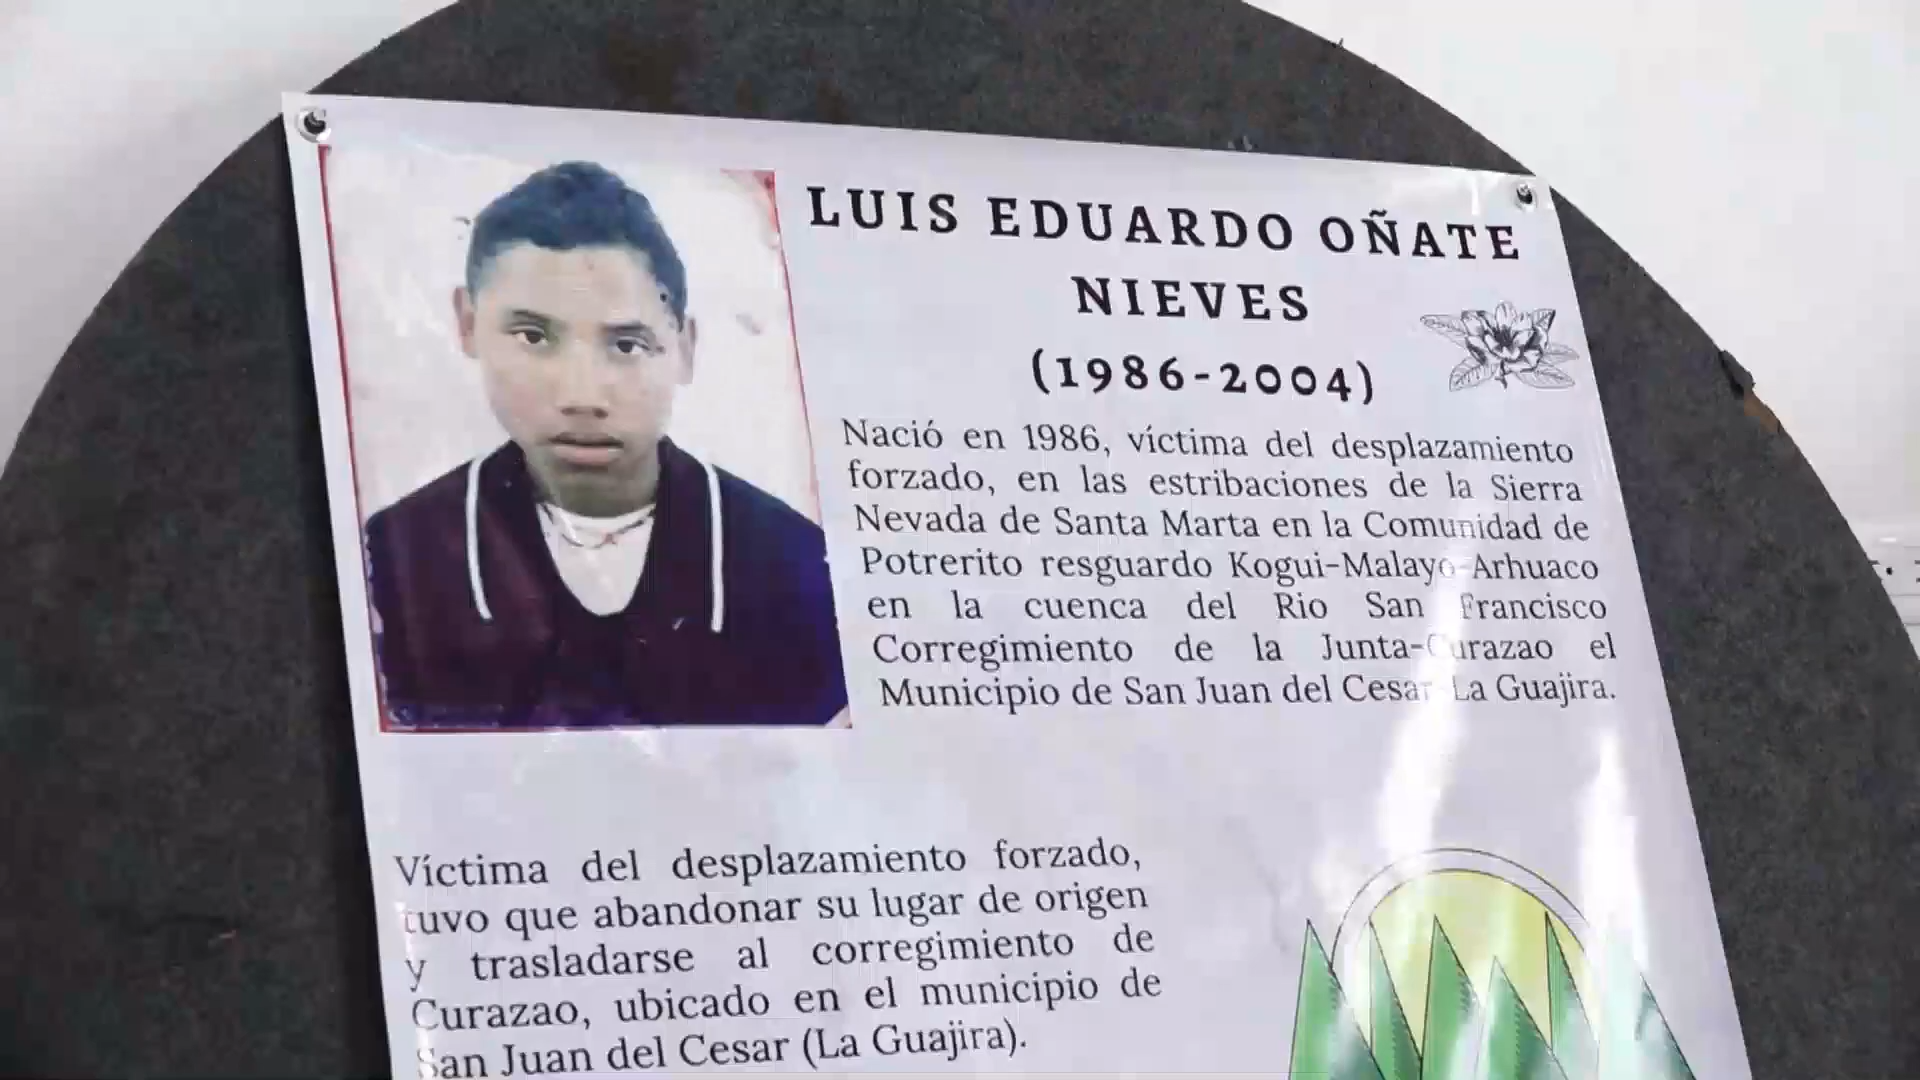 LUIS EDUARDO OÑATE
NIEVES
(1986-2004)
Nació en 1986, víctima del desplazamiento
forzado, en las estribaciones de la Sierra
Nevada de Santa Marta en la Comunidad de
Potrerito resguardo Kogui-Malayo-Arhuaco
en la cuenca del Rio San Francisco
Corregimiento de la Junta-Curazao el
Municipio de San Juan del Cesar-La Guajira.
Víctima del desplazamiento forzado,
tuvo que abandonar su lugar de origen
y trasladarse al corregimiento de
Curazao, ubicado en el municipio de
San Juan del Cesar (La Guajira).